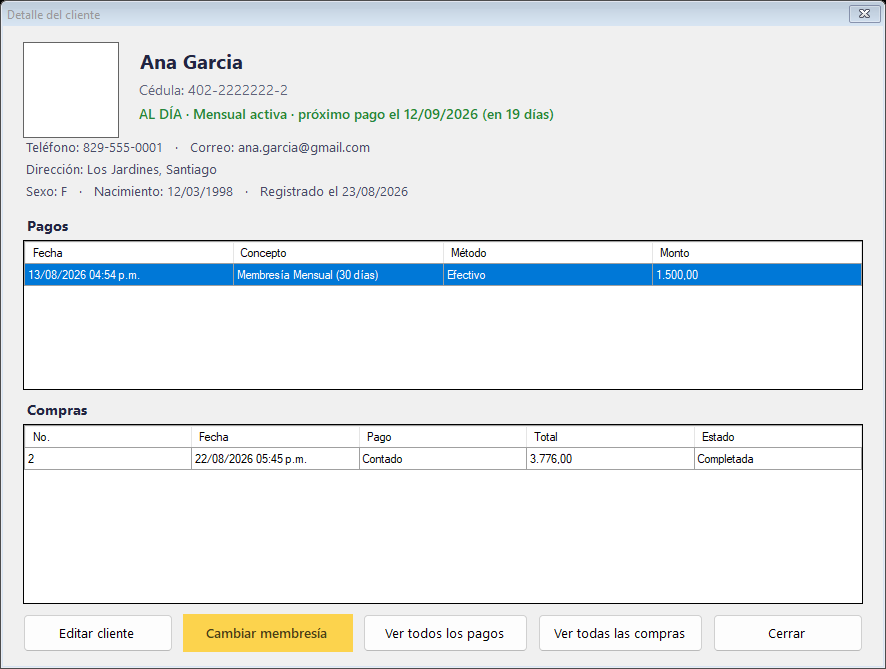 Detalle del cliente
Ana Garcia
Cédula: 402-2222222-2
AL DÍA · Mensual activa · próximo pago el 12/09/2026 (en 19 días)
Teléfono: 829-555-0001 · Correo: ana.garcia@gmail.com
Dirección: Los Jardines, Santiago
Sexo: F · Nacimiento: 12/03/1998 · Registrado el 23/08/2026
Pagos
Fecha Concepto Método Monto
13/08/2026 04:54 p.m. Membresía Mensual (30 días) Efectivo 1.500,00
Compras
No. Fecha Pago Total Estado
2 22/08/2026 05:45 p.m. Contado 3.776,00 Completada
Editar cliente Cambiar membresía Ver todos los pagos Ver todas las compras Cerrar